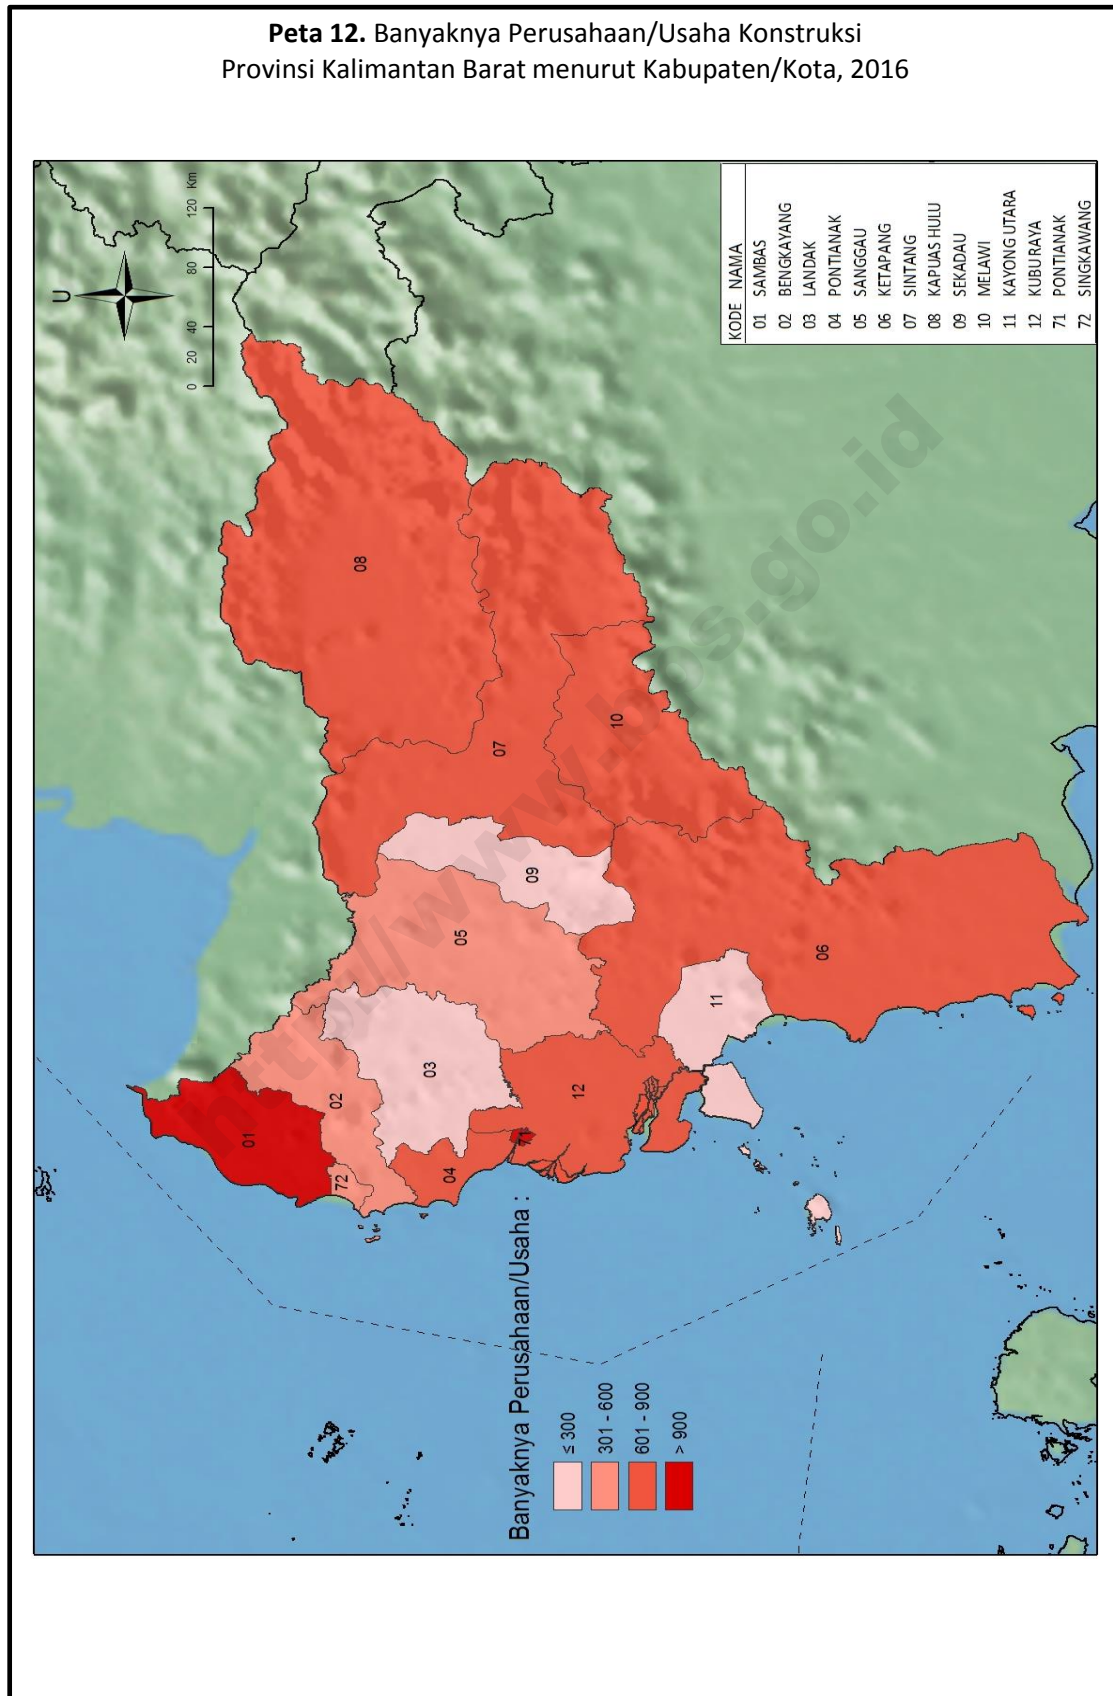 Peta 12. Banyaknya Perusahaan/Usaha Konstruksi
Provinsi Kalimantan Barat menurut Kabupaten/Kota, 2016
U
0 20 40 80 120 Km
KODE NAMA
01 SAMBAS
02 BENGKAYANG
03 LANDAK
04 PONTIANAK
05 SANGGAU
06 KETAPANG
07 SINTANG
08 KAPUAS HULU
09 SEKADAU
10 MELAWI
11 KAYONG UTARA
12 KUBU RAYA
71 PONTIANAK
72 SINGKAWANG
08
07
10
09
05
06
11
03
02
12
01
72
04
71
Banyaknya Perusahaan/Usaha :
≤ 300
301 - 600
601 - 900
> 900
http://www.bps.go.id